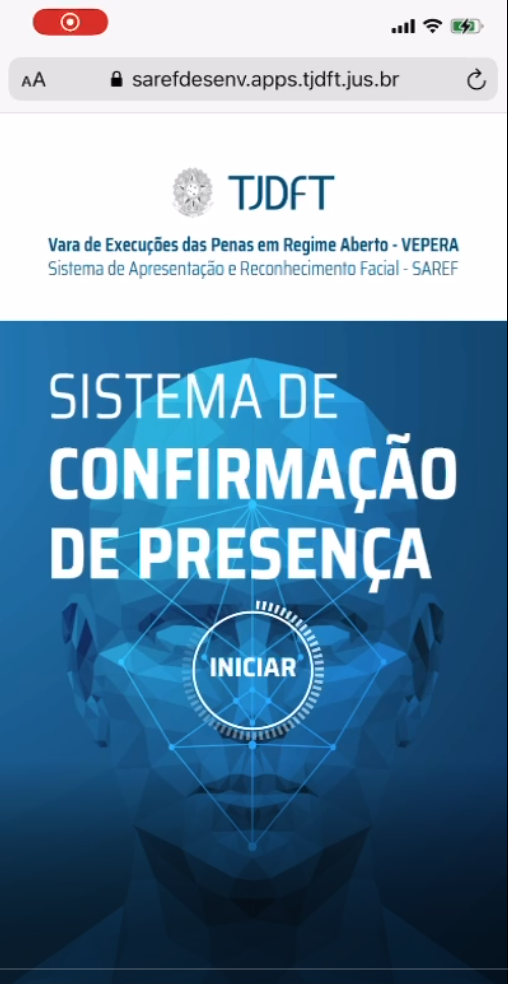 AA sarefdesenv.apps.tjdft.jus.br
TJDFT
Vara de Execuções das Penas em Regime Aberto - VEPERA
Sistema de Apresentação e Reconhecimento Facial - SAREF
SISTEMA DE
CONFIRMAÇÃO
DE PRESENÇA
INICIAR